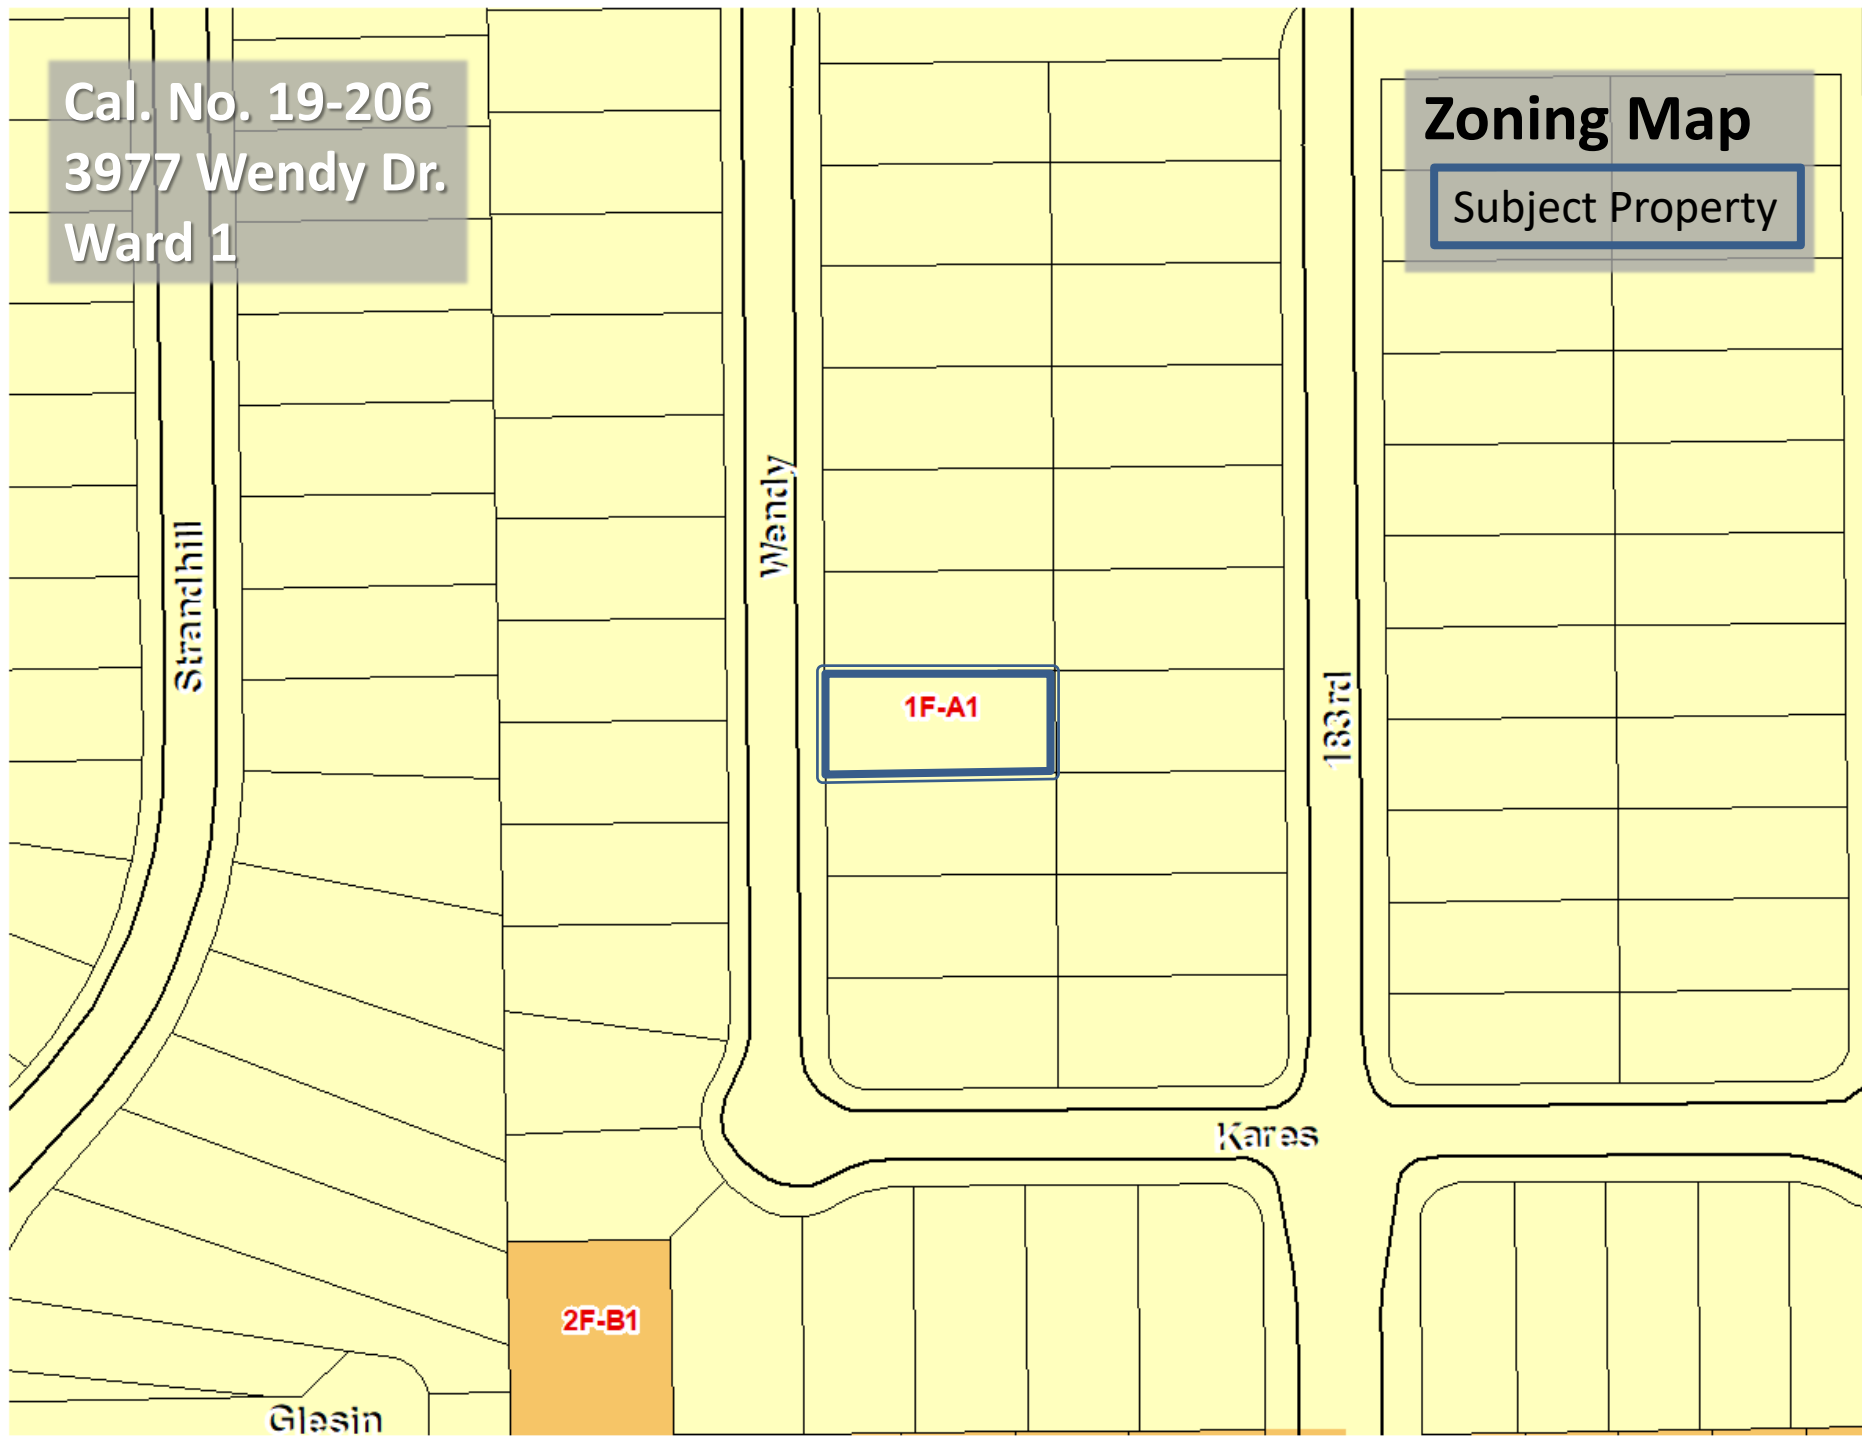 Cal. No. 19-206
3977 Wendy Dr.
Ward 1
Zoning Map
Subject Property
Wendy
Strandhill
1F-A1
183rd
Kares
2F-B1
Glesin